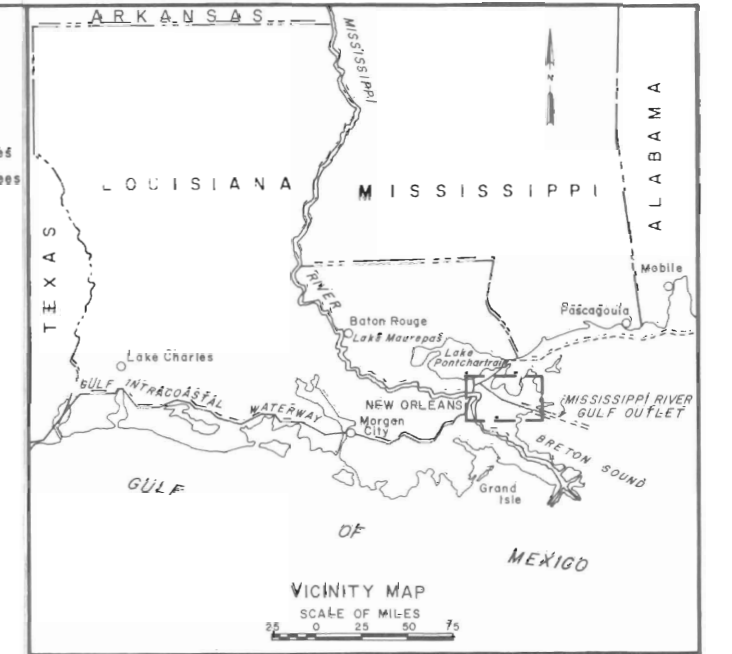 ARKANSAS
MISSISSIPPI
es
ees
LOUISIANA
MISSISSIPPI
ALABAMA
TEXAS
RIVER
Mobile
Pascagoula
Baton Rouge
Lake Maurepas
Lake
Pontchartrain
Lake Charles
GULF INTRACOASTAL
WATERWAY
NEW ORLEANS
MISSISSIPPI RIVER
GULF OUTLET
Morgan
City
BRETON SOUND
Grand
Isle
GULF
OF
MEXICO
N
VICINITY MAP
SCALE OF MILES
25 0 25 50 75